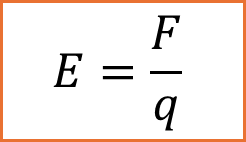 E = F/q